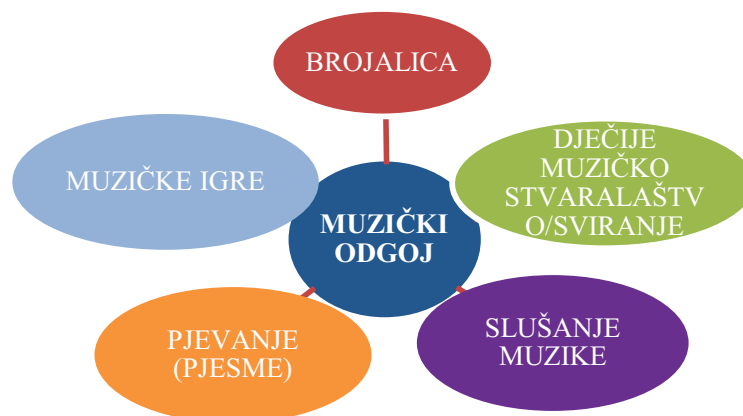 BROJALICA
MUZIČKE IGRE
DJEČIJE
MUZIČKO
STVARALAŠTV
O/SVIRANJE
MUZIČKI
ODGOJ
PJEVANJE
(PJESME)
SLUŠANJE
MUZIKE